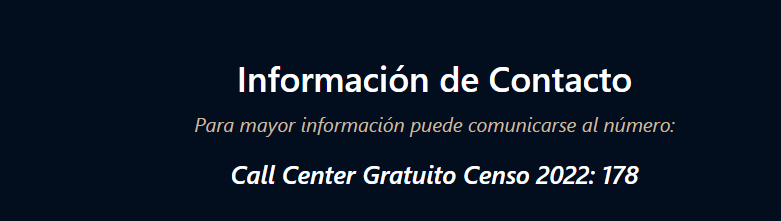 Información de Contacto
Para mayor información puede comunicarse al número:
Call Center Gratuito Censo 2022: 178